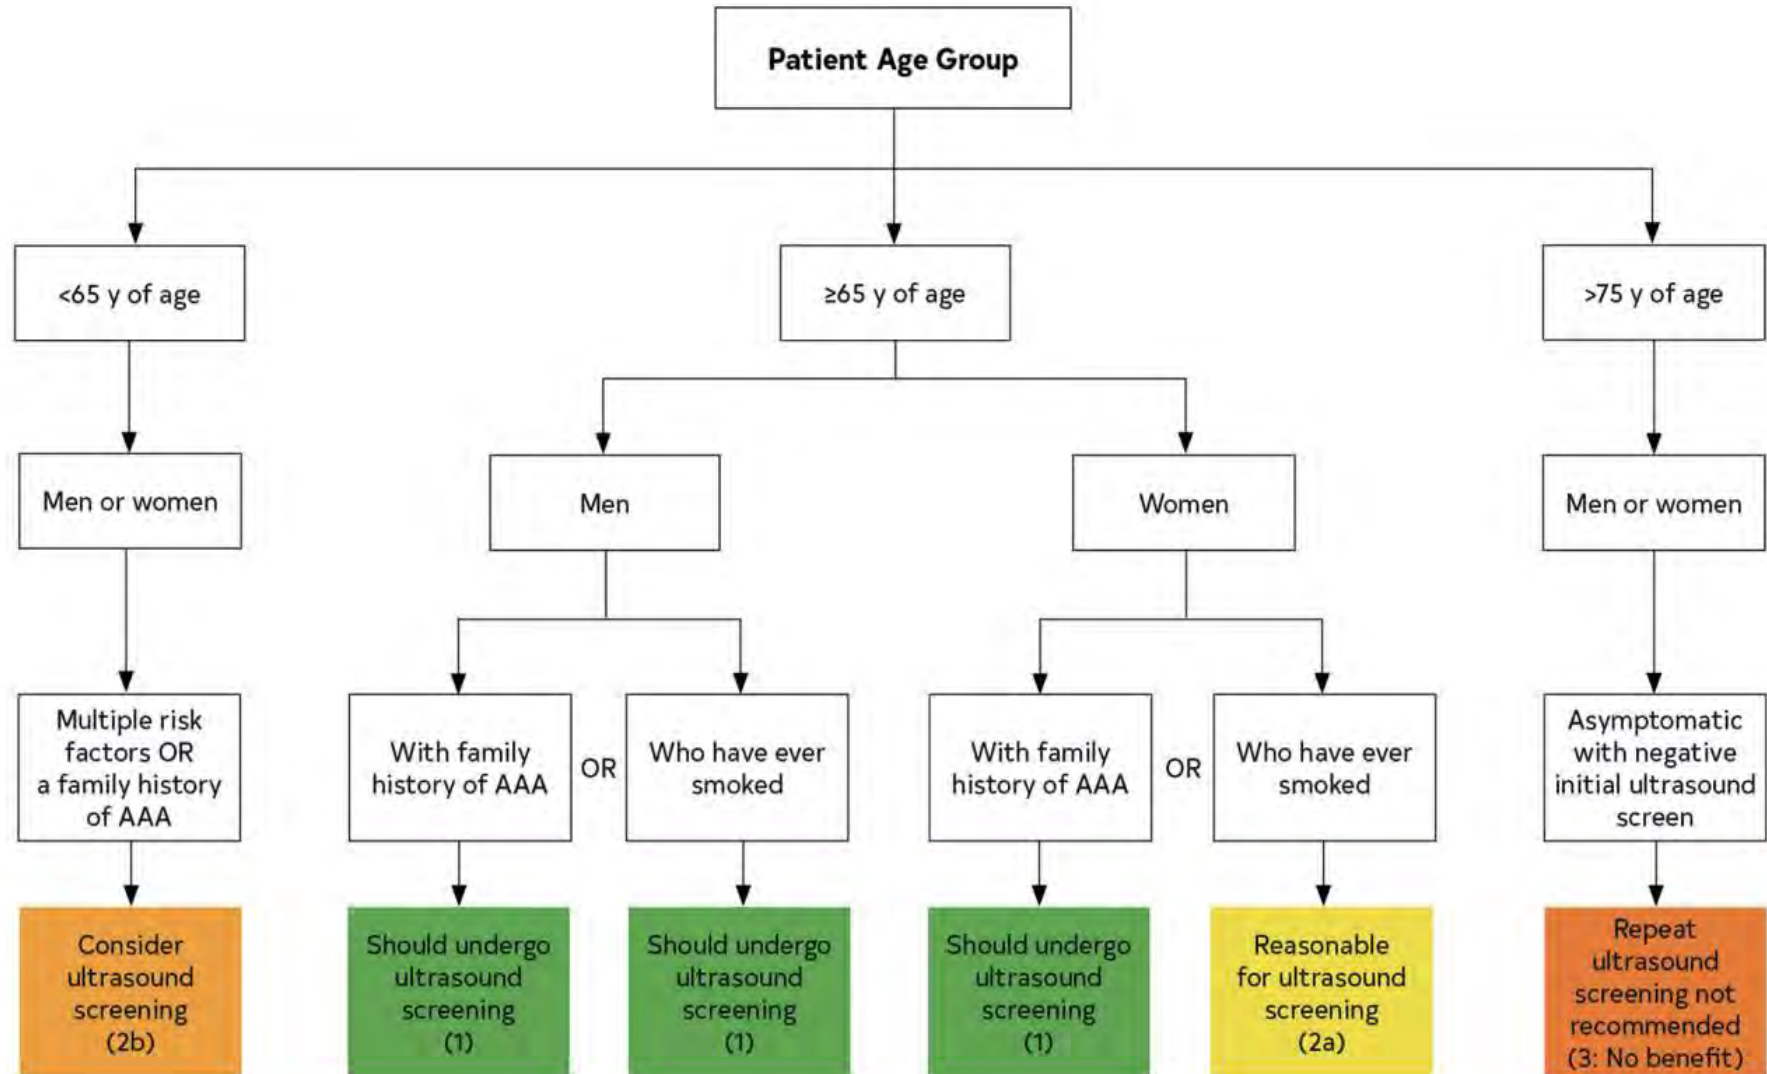 Patient Age Group
<65 y of age
≥65 y of age
>75 y of age
Men or women
Men
Women
Men or women
Multiple risk
factors OR
a family history
of AAA
With family
history of AAA
OR
Who have ever
smoked
With family
history of AAA
OR
Who have ever
smoked
Asymptomatic
with negative
initial ultrasound
screen
Consider
ultrasound
screening
(2b)
Should undergo
ultrasound
screening
(1)
Should undergo
ultrasound
screening
(1)
Should undergo
ultrasound
screening
(1)
Reasonable
for ultrasound
screening
(2a)
Repeat
ultrasound
screening not
recommended
(3: No benefit)